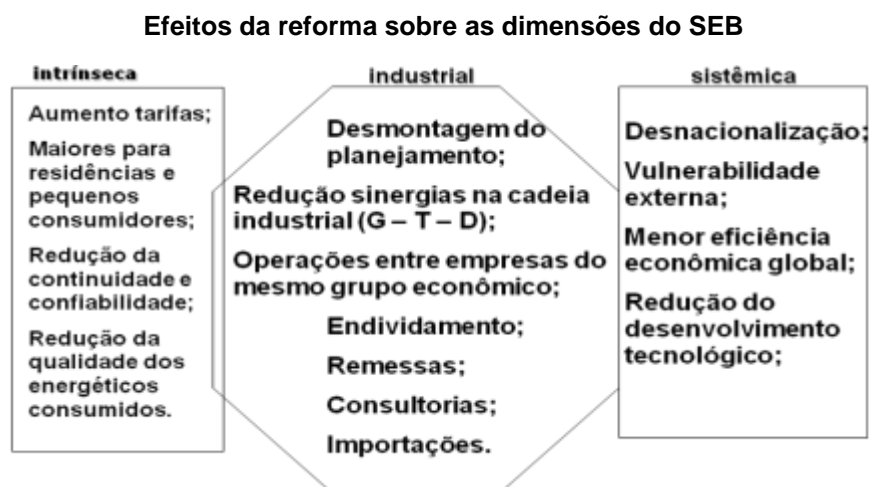 Efeitos da reforma sobre as dimensões do SEB
intrínseca
Aumento tarifas;
Maiores para
residências e
pequenos
consumidores;
Redução da
continuidade e
confiabilidade;
Redução da
qualidade dos
energéticos
consumidos.
industrial
Desmontagem do
planejamento;
Redução sinergias na cadeia
industrial (G – T – D);
Operações entre empresas do
mesmo grupo econômico;
Endividamento;
Remessas;
Consultorias;
Importações.
sistêmica
Desnacionalização;
Vulnerabilidade
externa;
Menor eficiência
econômica global;
Redução do
desenvolvimento
tecnológico;